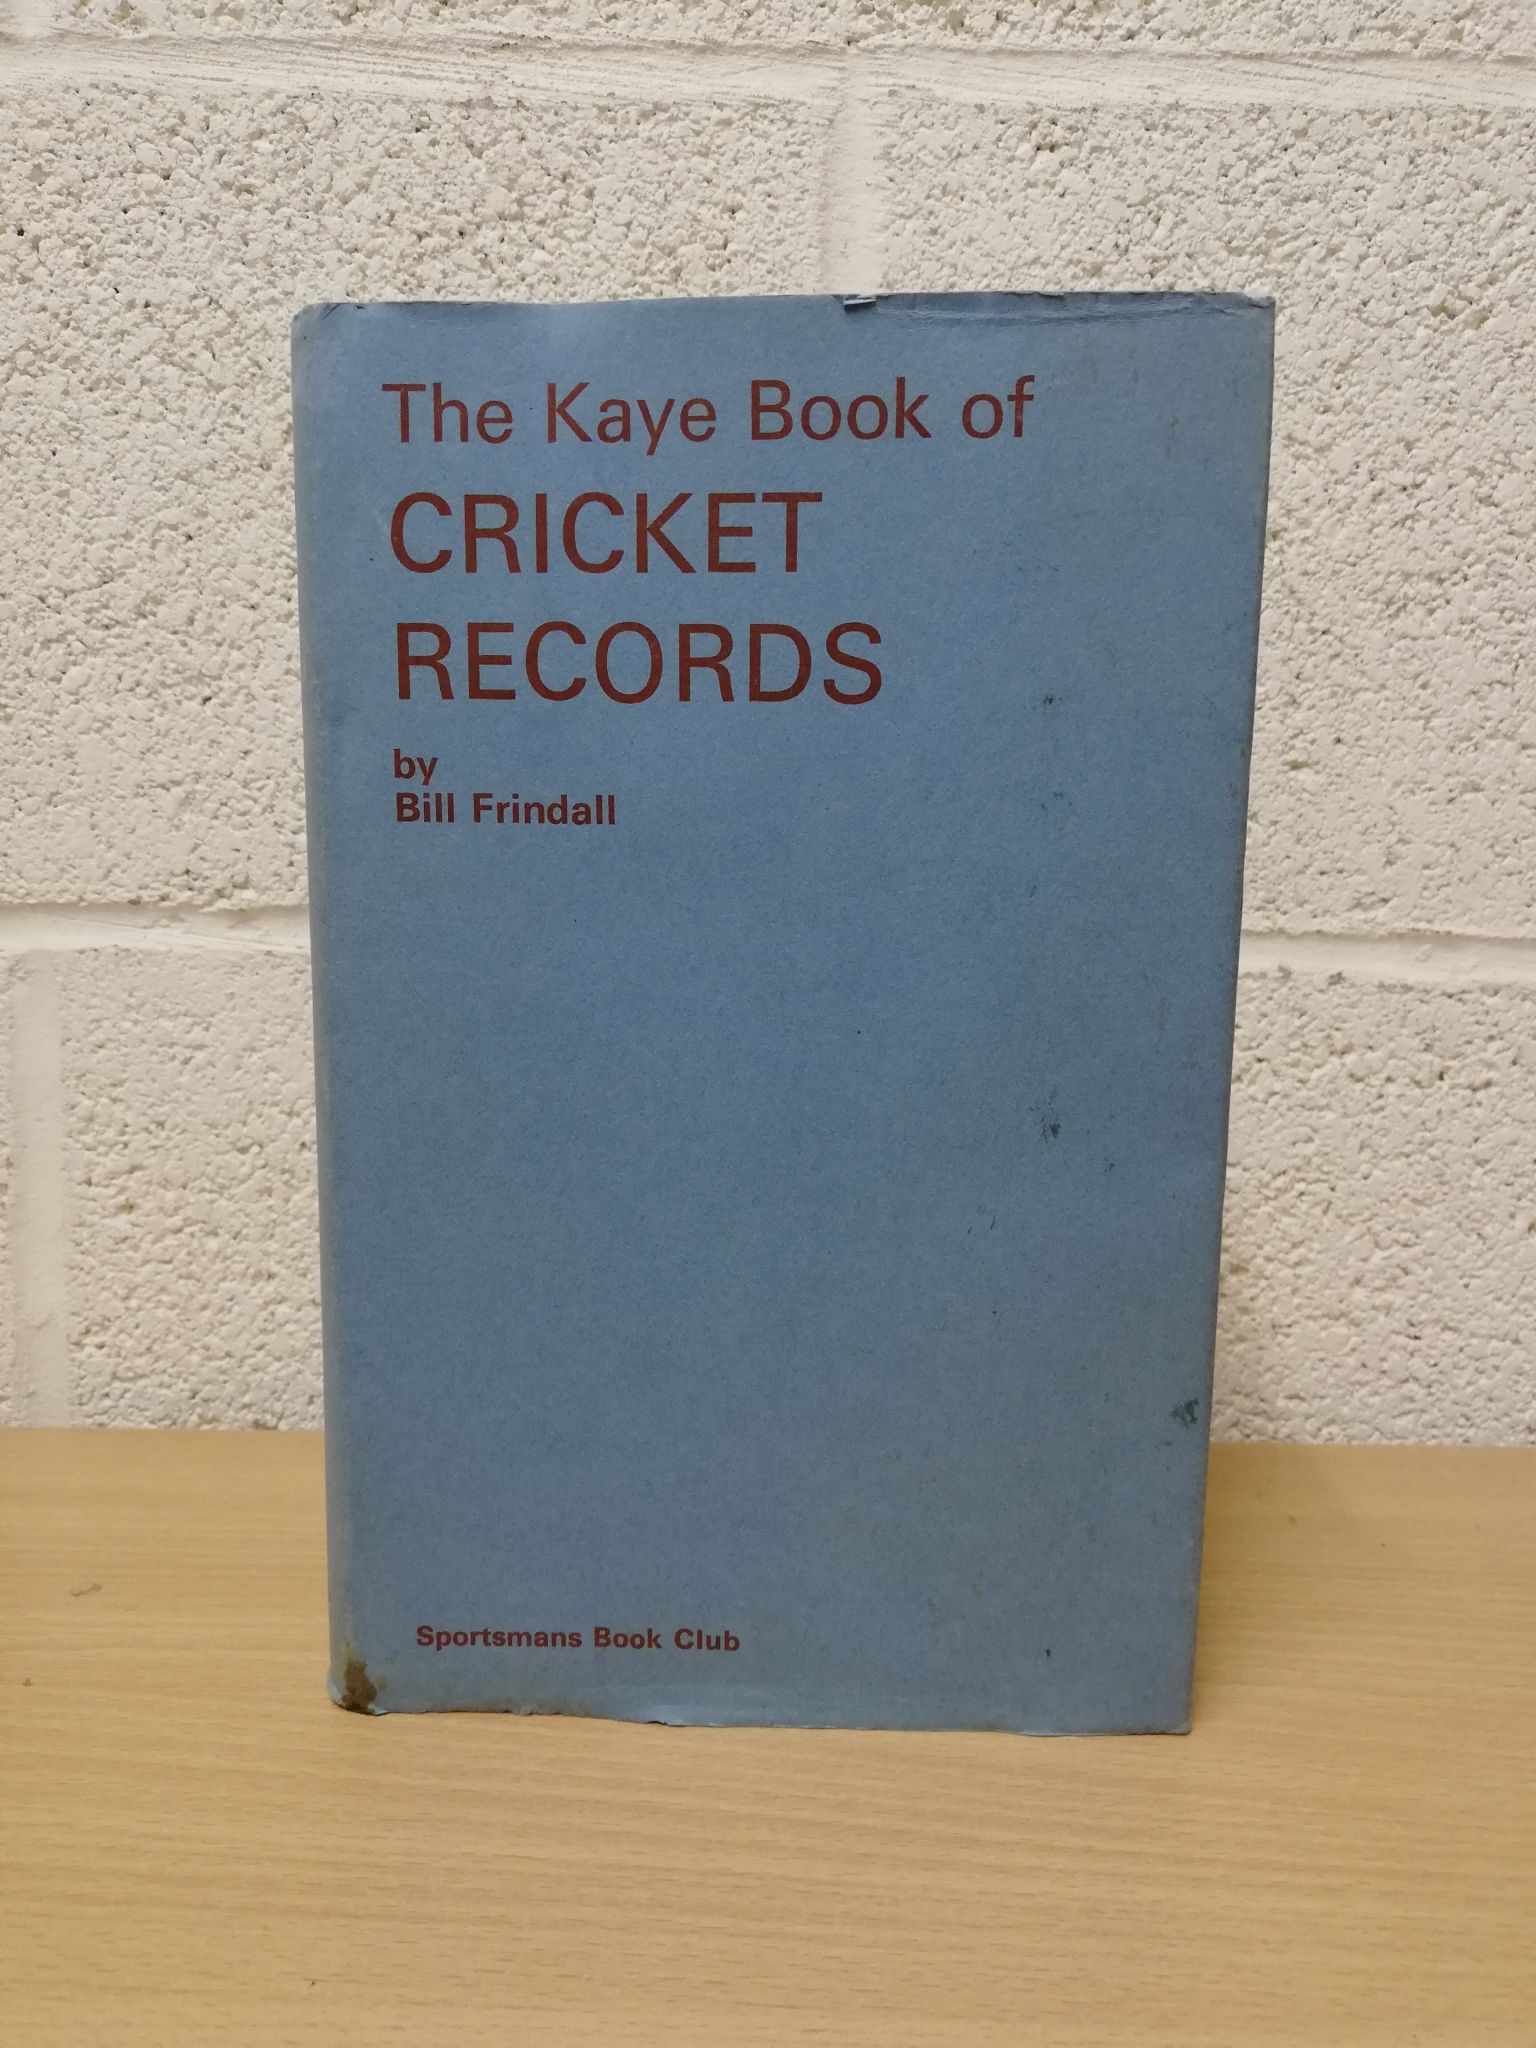 The Kaye Book of
CRICKET
RECORDS
by
Bill Frindall
Sportsmans Book Club